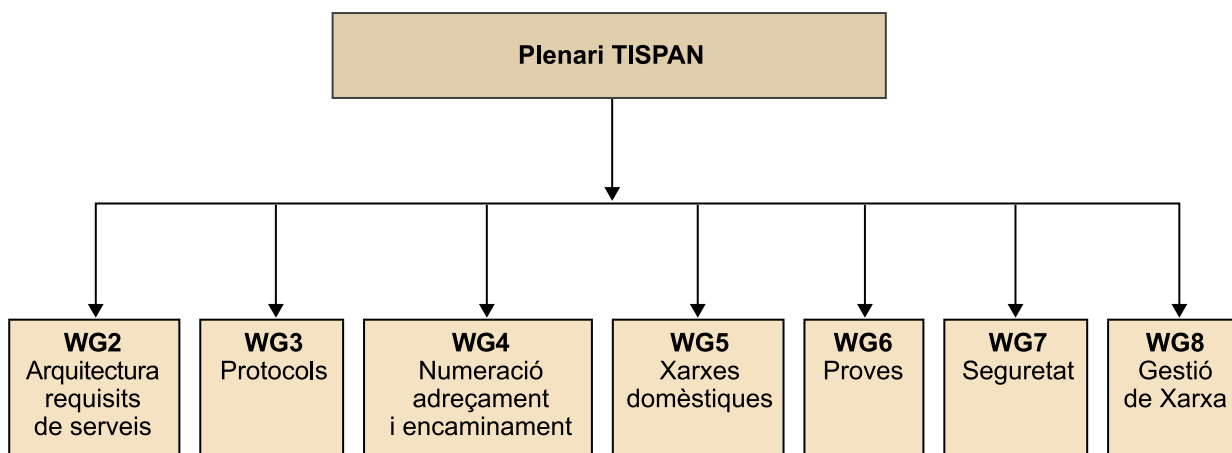 Plenari TISPAN
WG2
Arquitectura
requisits
de serveis
WG3
Protocols
WG4
Numeració
adreçament
i encaminament
WG5
Xarxes
domèstiques
WG6
Proves
WG7
Seguretat
WG8
Gestió
de Xarxa